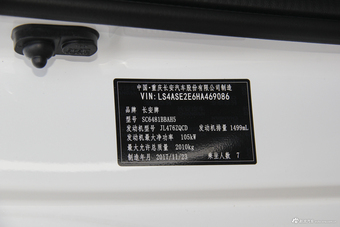 中国·重庆长安汽车股份有限公司制造
VIN: LS4ASE2E6HA469086
品牌 长安牌
型号 SC6481BBAH5
发动机型号 JL476ZQCD 发动机排量 1499mL
发动机最大净功率 105kW
最大允许总质量 2010kg
制造年月 2017/11/23 乘坐人数 7